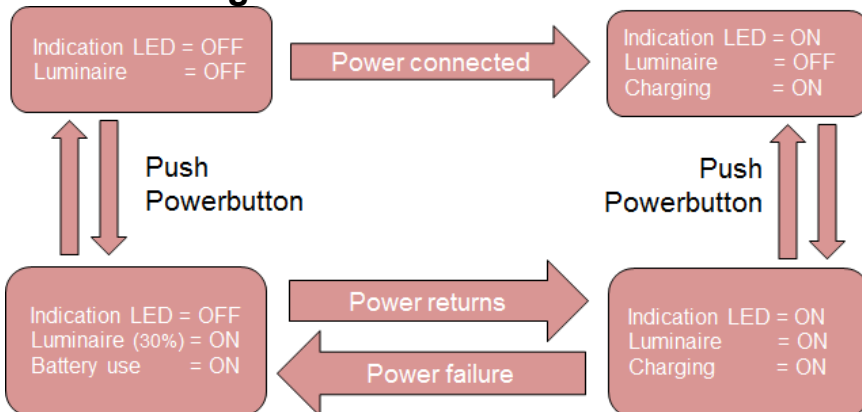 Indication LED = OFF
Luminaire = OFF
Power connected
Indication LED = ON
Luminaire = OFF
Charging = ON
Push
Powerbutton
Push
Powerbutton
Indication LED = OFF
Luminaire (30%) = ON
Battery use = ON
Power returns
Power failure
Indication LED = ON
Luminaire = ON
Charging = ON